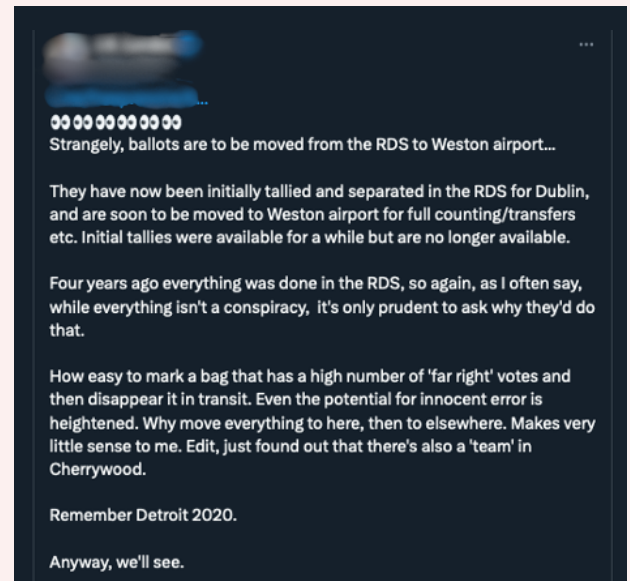 👀👀👀👀👀👀
Strangely, ballots are to be moved from the RDS to Weston airport...
They have now been initially tallied and separated in the RDS for Dublin,
and are soon to be moved to Weston airport for full counting/transfers
etc. Initial tallies were available for a while but are no longer available.
Four years ago everything was done in the RDS, so again, as I often say,
while everything isn't a conspiracy,  it's only prudent to ask why they'd do
that.
How easy to mark a bag that has a high number of 'far right' votes and
then disappear it in transit. Even the potential for innocent error is
heightened. Why move everything to here, then to elsewhere. Makes very
little sense to me. Edit, just found out that there's also a 'team' in
Cherrywood.
Remember Detroit 2020.
Anyway, we'll see.